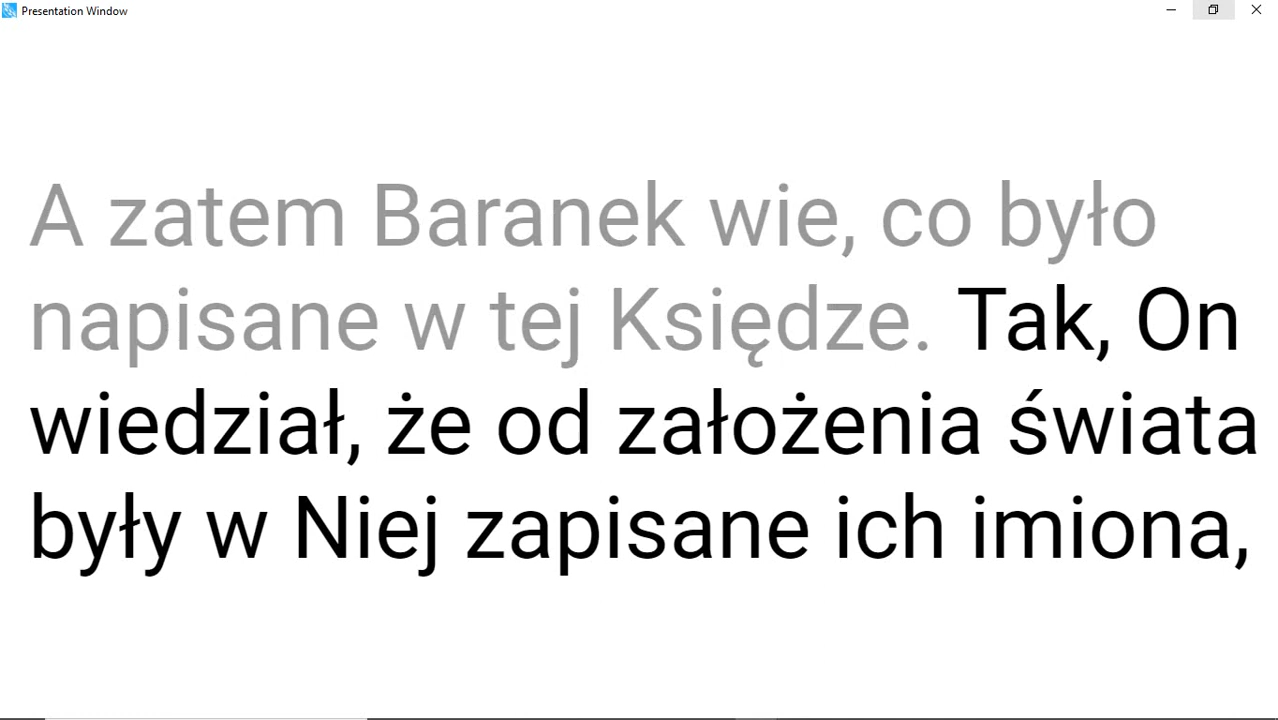 Presentation Window
A zatem Baranek wie, co było
napisane w tej Księdze. Tak, On
wiedział, że od założenia świata
były w Niej zapisane ich imiona,